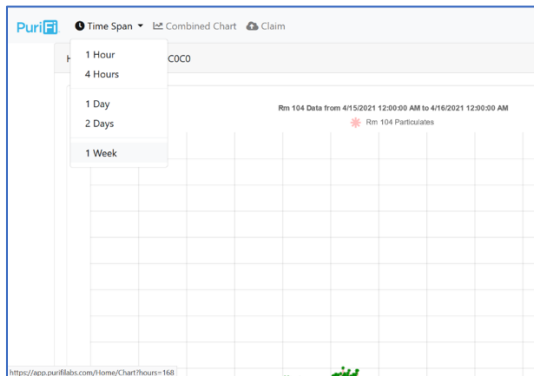 PuriFi Time Span Combined Chart Claim
H C0C0
1 Hour
4 Hours
1 Day
2 Days
1 Week
Rm 104 Data from 4/15/2021 12:00:00 AM to 4/16/2021 12:00:00 AM
Rm 104 Particulates
https://app.purifilabs.com/Home/Chart?hours=168